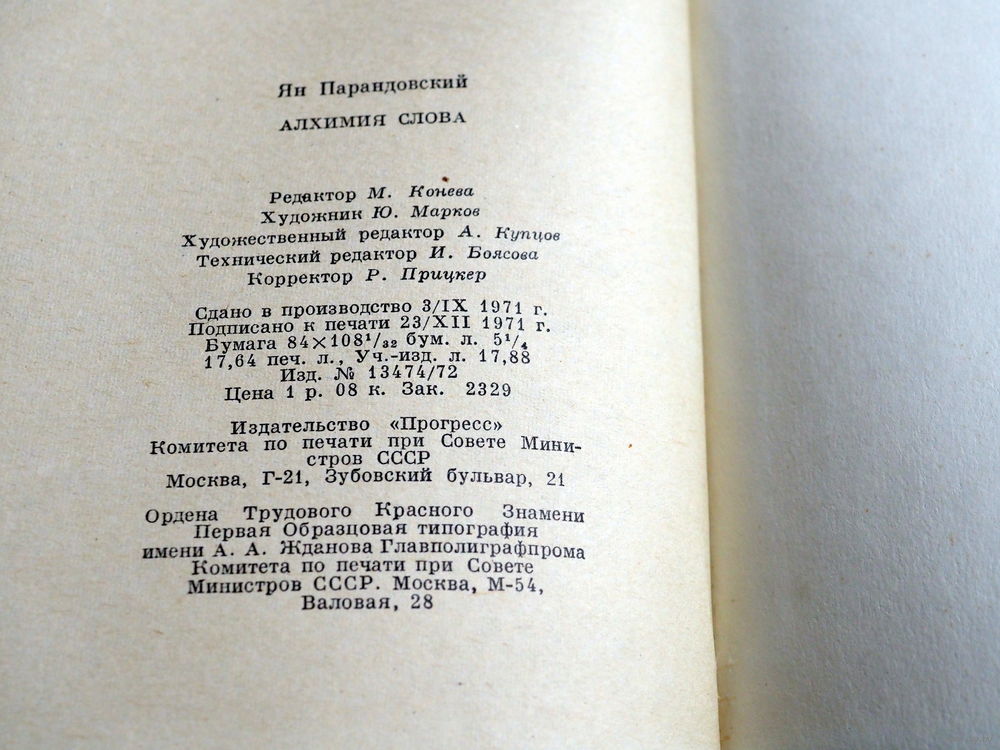 Ян Парандовский
АЛХИМИЯ СЛОВА
Редактор М. Конева
Художник Ю. Марков
Художественный редактор А. Купцов
Технический редактор И. Боясова
Корректор Р. Прицкер
Сдано в производство 3/IX 1971 г.
Подписано к печати 23/XII 1971 г.
Бумага 84×108¹/₃₂ бум. л. 5¹/₄
17,64 печ. л., Уч.-изд. л. 17,88
Изд. № 13474/72
Цена 1 р. 08 к. Зак. 2329
Издательство «Прогресс»
Комитета по печати при Совете Мини-
стров СССР
Москва, Г-21, Зубовский бульвар, 21
Ордена Трудового Красного Знамени
Первая Образцовая типография
имени А. А. Жданова Главполиграфпрома
Комитета по печати при Совете
Министров СССР. Москва, М-54,
Валовая, 28